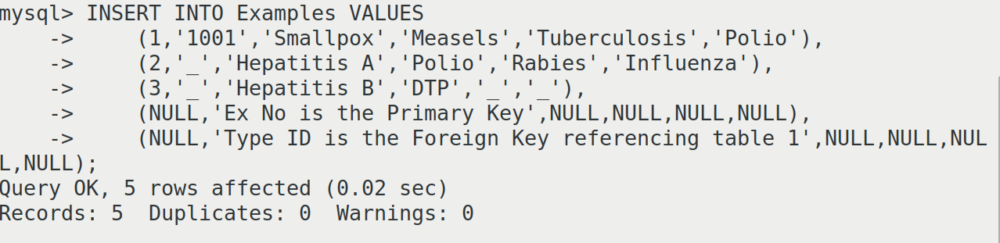 mysql> INSERT INTO Examples VALUES
-> (1,'1001','Smallpox','Measels','Tuberculosis','Polio'),
-> (2,'_','Hepatitis A','Polio','Rabies','Influenza'),
-> (3,'_','Hepatitis B','DTP','_','_'),
-> (NULL,'Ex No is the Primary Key',NULL,NULL,NULL,NULL),
-> (NULL,'Type ID is the Foreign Key referencing table 1',NULL,NULL,NUL
L,NULL);
Query OK, 5 rows affected (0.02 sec)
Records: 5  Duplicates: 0  Warnings: 0